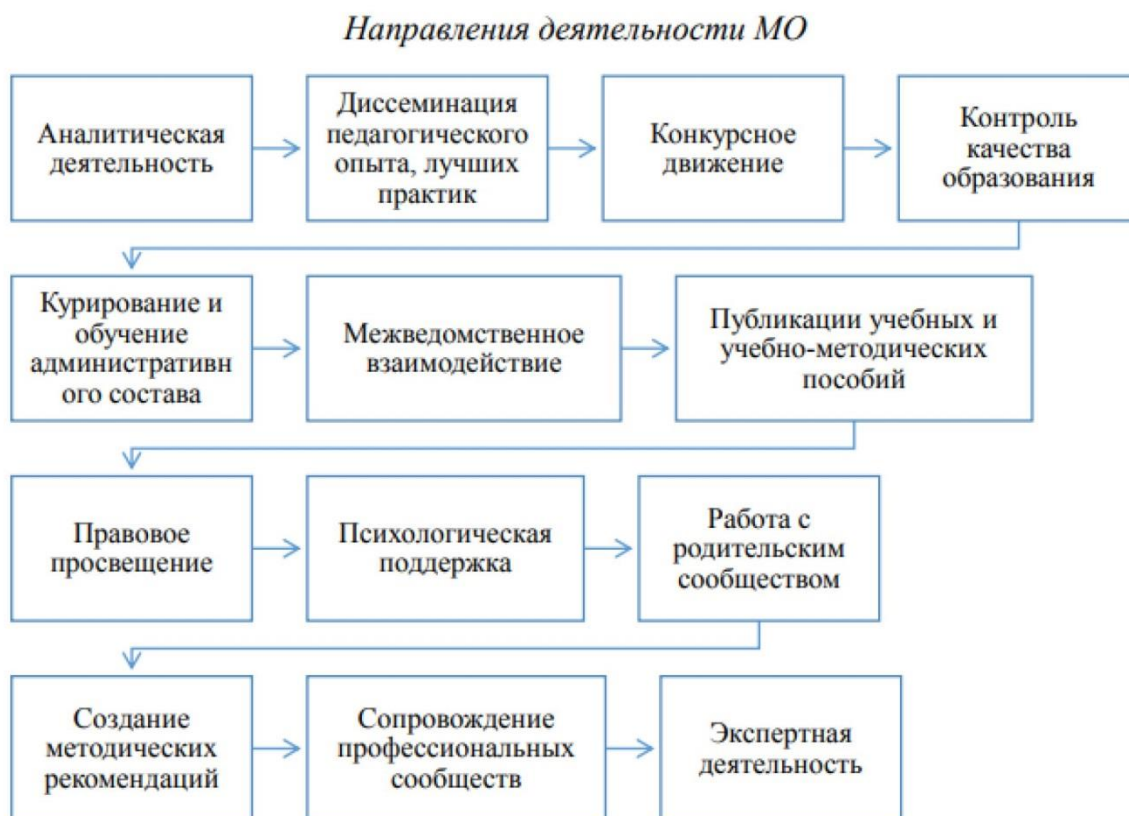 Направления деятельности МО
Аналитическая
деятельность
Диссеминация
педагогического
опыта, лучших
практик
Конкурсное
движение
Контроль
качества
образования
Курирование и
обучение
административн
ого состава
Межведомственное
взаимодействие
Публикации учебных и
учебно-методических
пособий
Правовое
просвещение
Психологическая
поддержка
Работа с
родительским
сообществом
Создание
методических
рекомендаций
Сопровождение
профессиональных
сообществ
Экспертная
деятельность